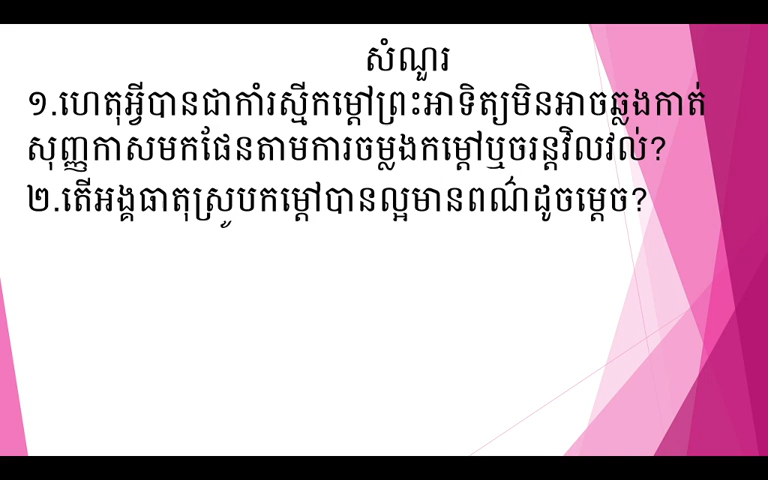 សំណួរ
១.ហេតុអ្វីបានជាកាំរស្មីកម្ដៅព្រះអាទិត្យមិនអាចឆ្លងកាត់
សុញ្ញកាសមកផែនតាមការចម្លងកម្ដៅឬចរន្តវិលវល់?
២.តើអង្គធាតុស្រូបកម្ដៅបានល្អមានពណ៌ដូចម្ដេច?